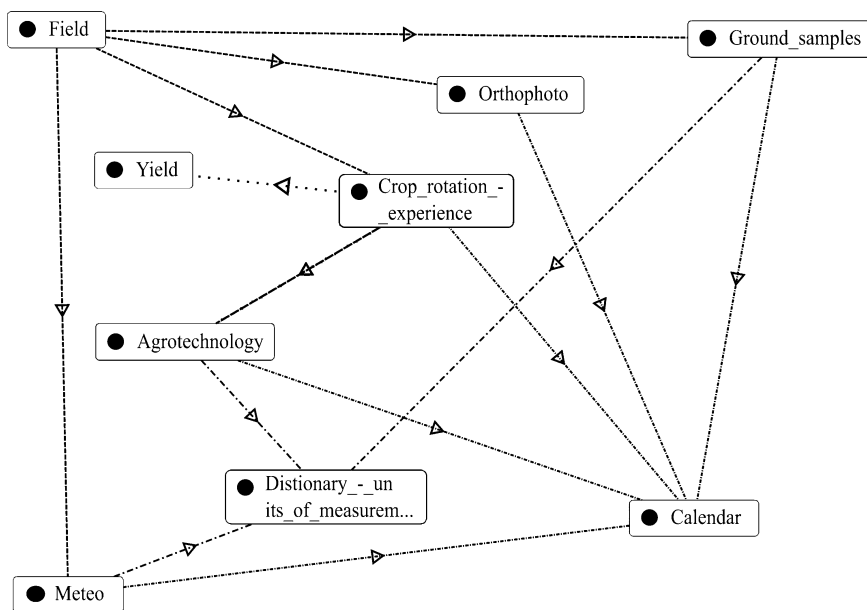 Field
Ground_samples
Orthophoto
Yield
Crop_rotation_-
_experience
Agrotechnology
Distionary_-_un
its_of_measurem...
Calendar
Meteo